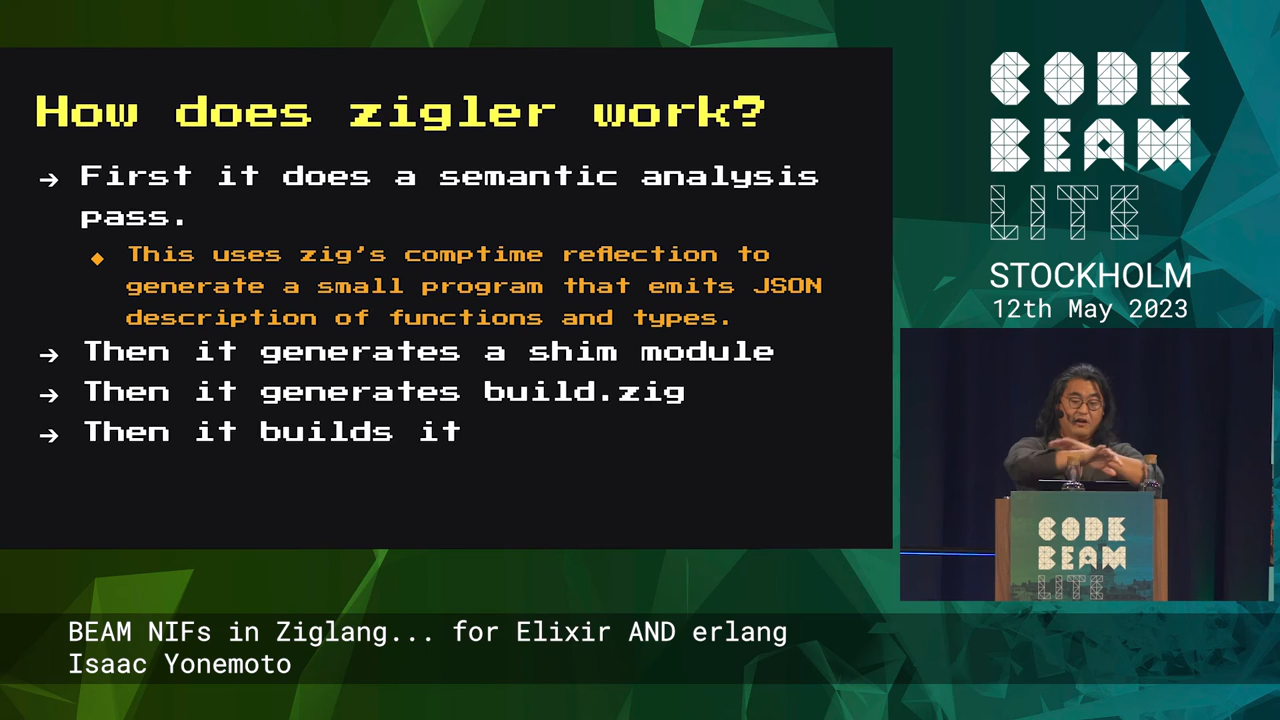 How does zigler work?
→ First it does a semantic analysis
pass.
◆ This uses zig’s comptime reflection to
generate a small program that emits JSON
description of functions and types.
→ Then it generates a shim module
→ Then it generates build.zig
→ Then it builds it
CODE
BEAM
LITE
STOCKHOLM
12th May 2023
CODE
BEAM
LITE
BEAM NIFs in Ziglang... for Elixir AND erlang
Isaac Yonemoto